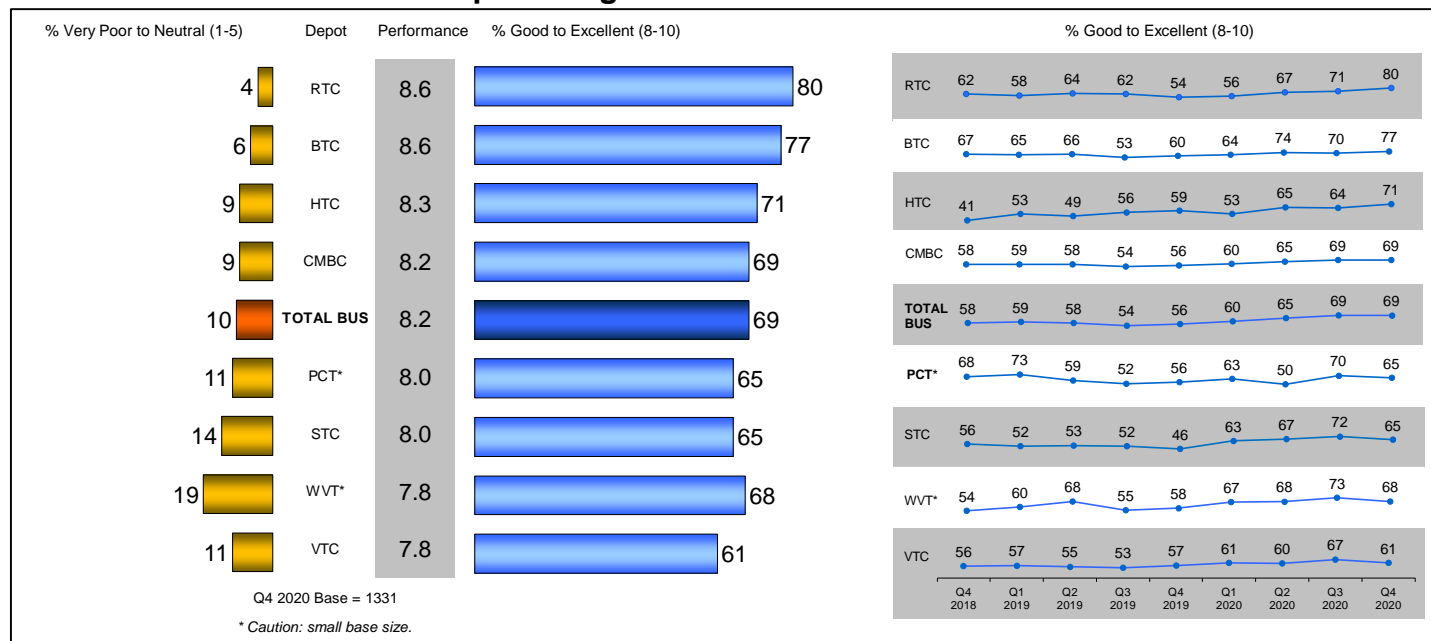 % Very Poor to Neutral (1-5) Depot Performance % Good to Excellent (8-10) % Good to Excellent (8-10)
4 RTC 8.6 80
6 BTC 8.6 77
9 HTC 8.3 71
9 CMBC 8.2 69
10 TOTAL BUS 8.2 69
11 PCT* 8.0 65
14 STC 8.0 65
19 WVT* 7.8 68
11 VTC 7.8 61
Q4 2020 Base = 1331
* Caution: small base size.
RTC 62 58 64 62 54 56 67 71 80
BTC 67 65 66 53 60 64 74 70 77
HTC 41 53 49 56 59 53 65 64 71
CMBC 58 59 58 54 56 60 65 69 69
TOTAL
BUS 58 59 58 54 56 60 65 69 69
PCT* 68 73 59 52 56 63 50 70 65
STC 56 52 53 52 46 63 67 72 65
WVT* 54 60 68 55 58 67 68 73 68
VTC 56 57 55 53 57 61 60 67 61
Q4 Q1 Q2 Q3 Q4 Q1 Q2 Q3 Q4
2018 2019 2019 2019 2019 2020 2020 2020 2020